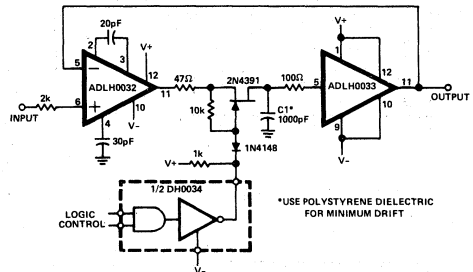 20pF
V+
2
3
5
−
ADLH0032
12
11
47Ω
2N4391
100Ω
V+
1
5
ADLH0033
12
11
10
9
V−
OUTPUT
2k
6
+
4
10
V−
INPUT
30pF
10k
C1*
1000pF
1N4148
1k
V+
1/2 DH0034
LOGIC
CONTROL
V−
*USE POLYSTYRENE DIELECTRIC
FOR MINIMUM DRIFT